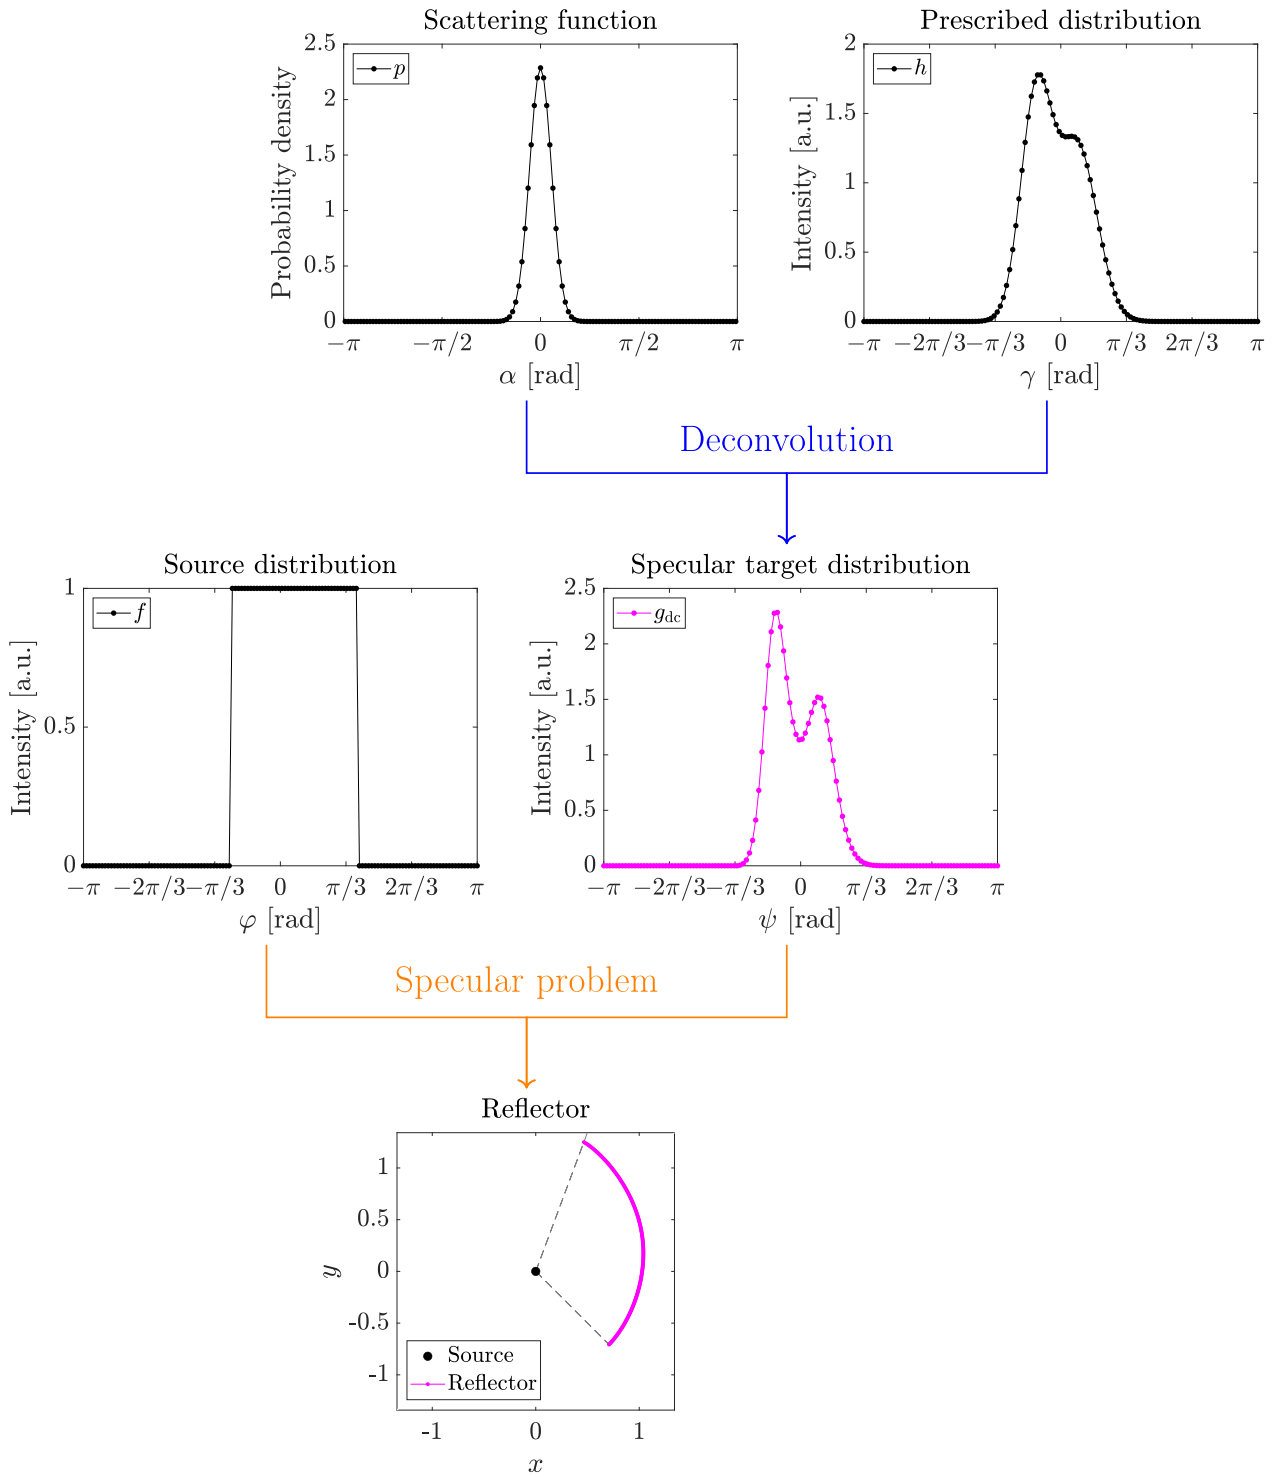 Scattering function
2.5
2
1.5
1
0.5
0
Probability density
p
−π
−π/2
0
π/2
π
α [rad]
Prescribed distribution
2
1.5
1
0.5
0
Intensity [a.u.]
h
−π
−2π/3
−π/3
0
π/3
2π/3
π
γ [rad]
Deconvolution
Source distribution
1
0.5
0
Intensity [a.u.]
f
−π
−2π/3
−π/3
0
π/3
2π/3
π
φ [rad]
Specular target distribution
2.5
2
1.5
1
0.5
0
Intensity [a.u.]
g_dc
−π
−2π/3
−π/3
0
π/3
2π/3
π
ψ [rad]
Specular problem
Reflector
1
0.5
0
-0.5
-1
y
Source
Reflector
-1
0
1
x